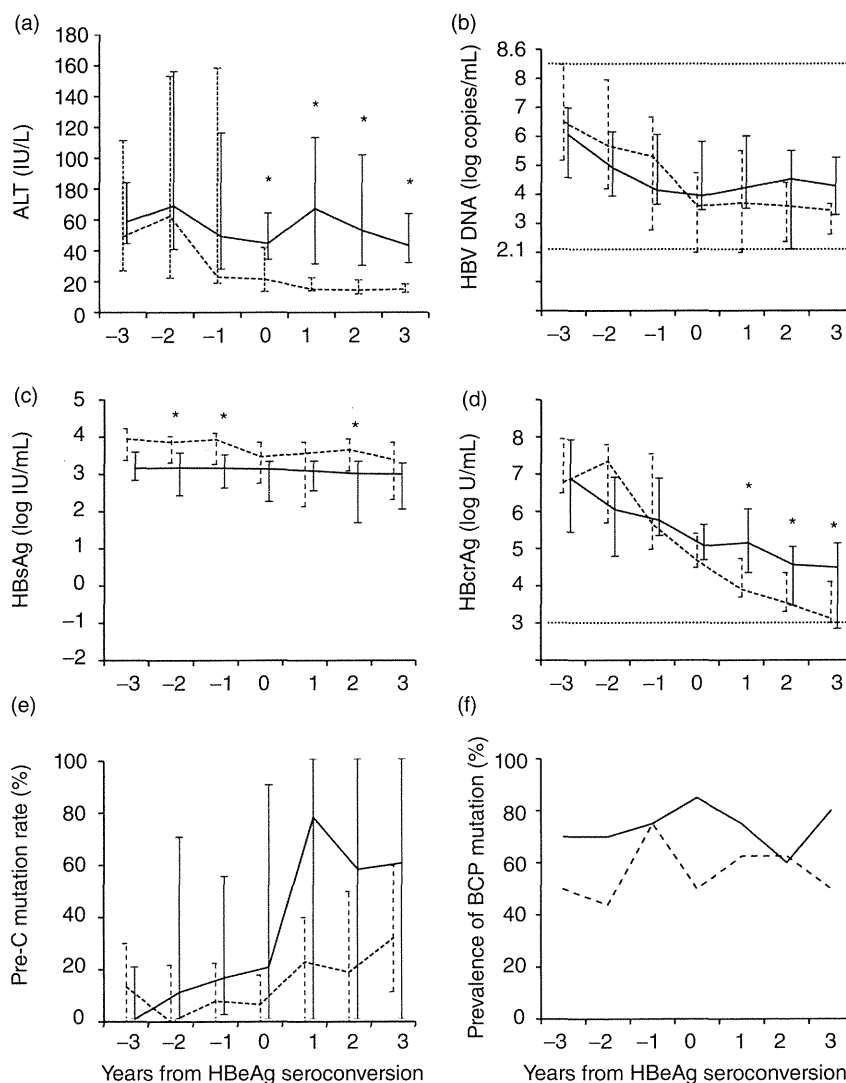 (a)
ALT (IU/L)
180
160
140
120
100
180
60
40
20
0
−3 −2 −1 0 1 2 3
* * * *
(b)
HBV DNA (log copies/mL)
8.6
8
7
6
5
4
3
2.1
−3 −2 −1 0 1 2 3
(c)
HBsAg (log IU/mL)
5
4
3
2
1
0
−1
−2
−3 −2 −1 0 1 2 3
* * *
(d)
HBcrAg (log U/mL)
8
7
6
5
4
3
−3 −2 −1 0 1 2 3
* * *
(e)
Pre-C mutation rate (%)
100
80
60
40
20
0
−3 −2 −1 0 1 2 3
Years from HBeAg seroconversion
(f)
Prevalence of BCP mutation (%)
100
80
60
40
20
0
−3 −2 −1 0 1 2 3
Years from HBeAg seroconversion